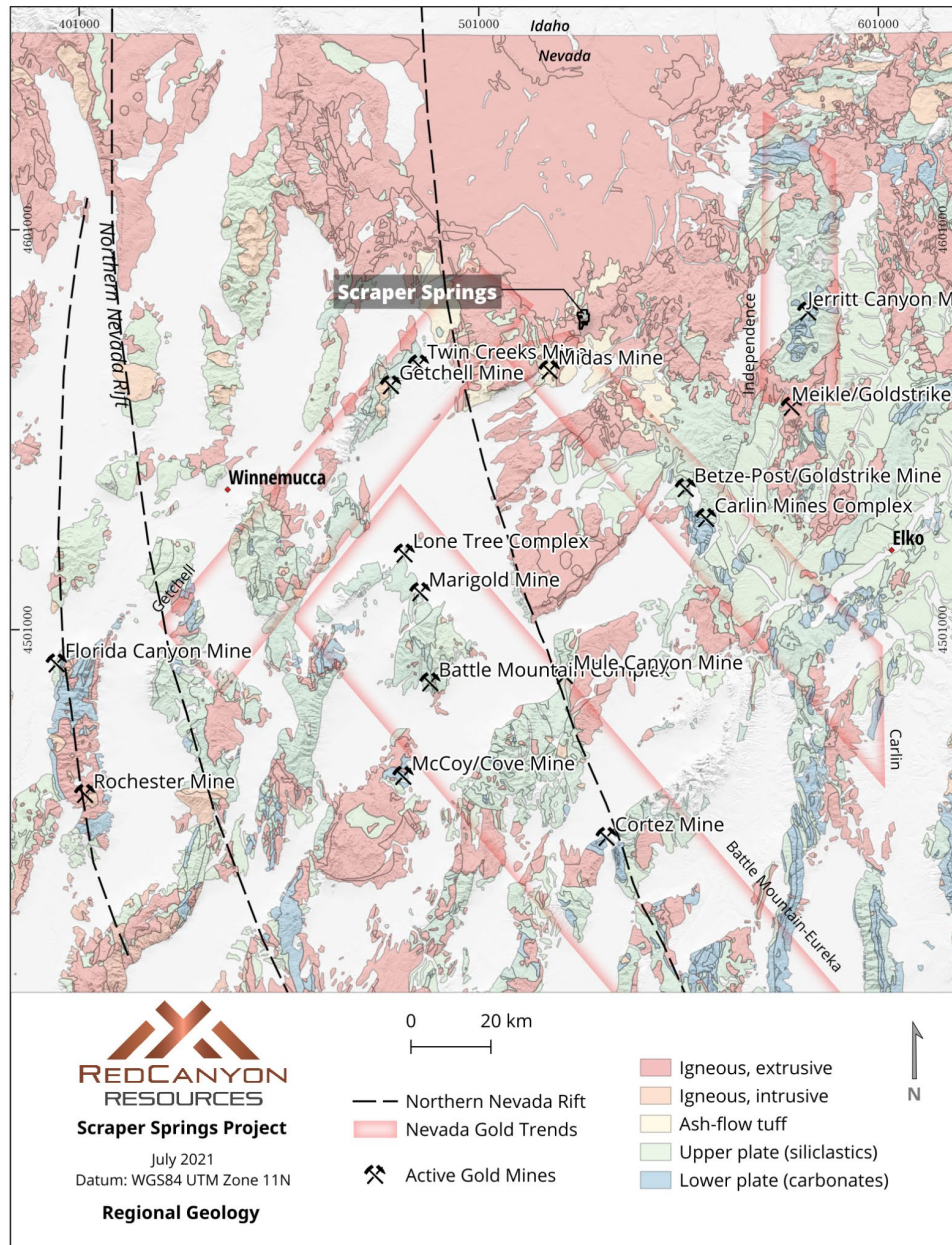 401000
501000
601000
Idaho
Nevada
4601000
4601000
Northern Nevada Rift
Scraper Springs
Independence
Jerritt Canyon M
Twin Creeks Mine
Midas Mine
Getchell Mine
Meikle/Goldstrike
Winnemucca
Betze-Post/Goldstrike Mine
Carlin Mines Complex
Lone Tree Complex
Elko
Marigold Mine
Getchell
4501000
4501000
Florida Canyon Mine
Battle Mountain Complex
Mule Canyon Mine
Carlin
McCoy/Cove Mine
Rochester Mine
Cortez Mine
Battle Mountain-Eureka
REDCANYON
RESOURCES
Scraper Springs Project
July 2021
Datum: WGS84 UTM Zone 11N
Regional Geology
0 20 km
Northern Nevada Rift
Nevada Gold Trends
Active Gold Mines
Igneous, extrusive
Igneous, intrusive
Ash-flow tuff
Upper plate (siliclastics)
Lower plate (carbonates)
N